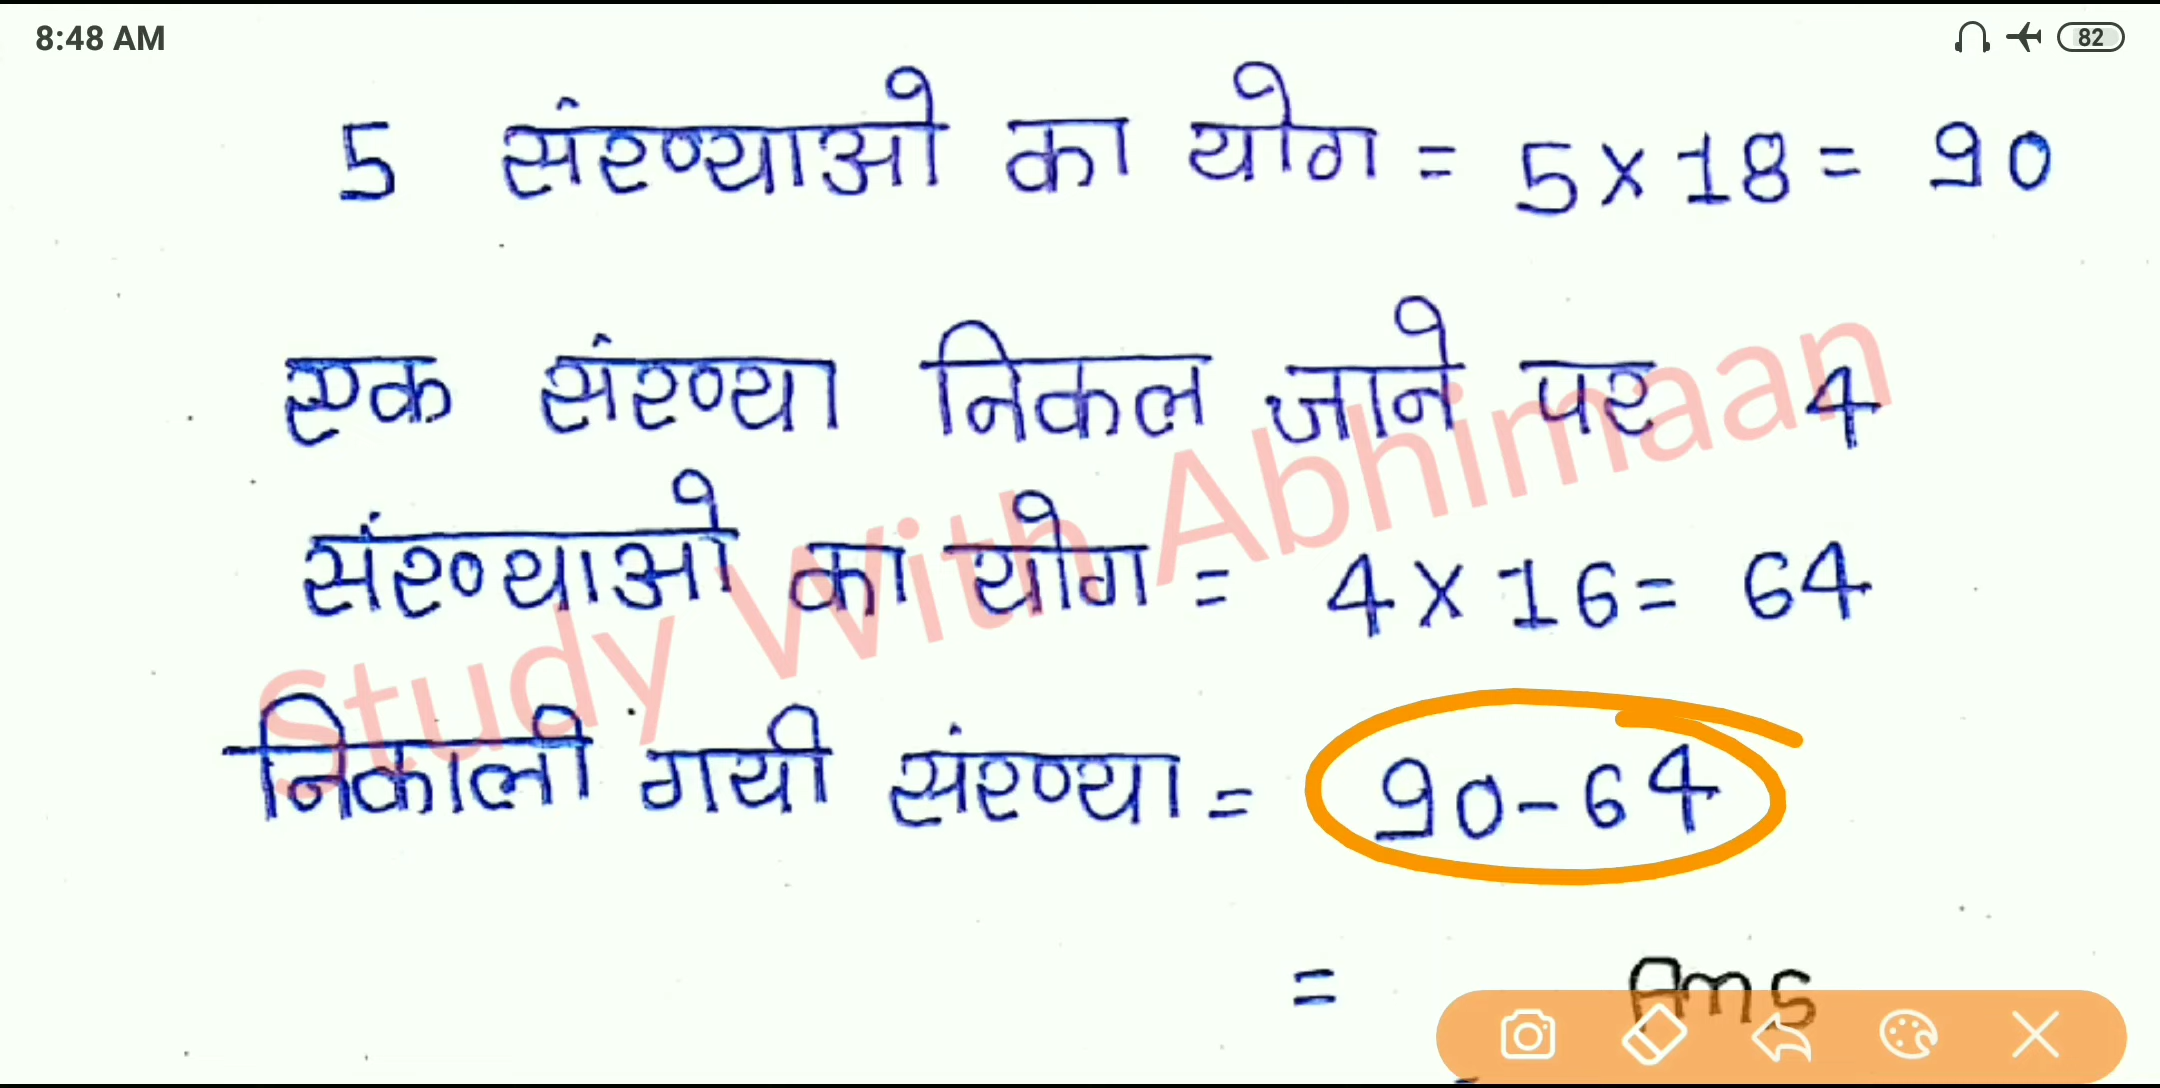 8:48 AM
82
5 संख्याओ का योग = 5 × 18 = 90
एक संख्या निकल जाने पर 4
संख्याओ का योग = 4 × 16 = 64
निकाली गयी संख्या = 90 - 64
= Ans
Study With Abhimaan